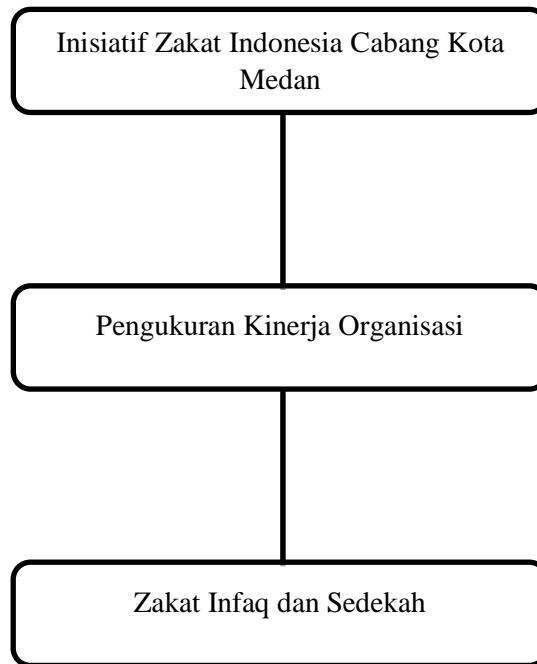 Inisiatif Zakat Indonesia Cabang Kota
Medan
Pengukuran Kinerja Organisasi
Zakat Infaq dan Sedekah